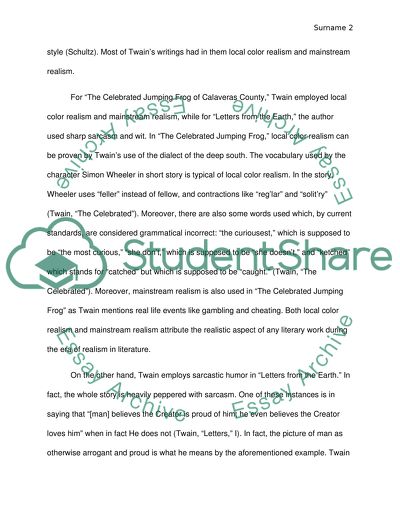 Surname 2
style (Schultz). Most of Twain's writings had in them local color realism and mainstream
realism.
For "The Celebrated Jumping Frog of Calaveras County," Twain employed local
color realism and mainstream realism, while for "Letters from the Earth," the author
used sharp sarcasm and wit. In "The Celebrated Jumping Frog," local color realism can
be proven by Twain's use of the dialect of the deep south. The vocabulary used by the
character Simon Wheeler in short story is typical of local color realism. In the story,
Wheeler uses "feller" instead of fellow, and contractions like "reg'lar" and "solit'ry"
(Twain, "The Celebrated"). Moreover, there are also some words used which, by current
standards, are considered grammatical incorrect: "the curiousest," which is supposed to
be "the most curious," "she don't," which is supposed to be "she doesn't," and "ketched"
which stands for "catched" but which is supposed to be "caught." (Twain, "The
Celebrated"). Moreover, mainstream realism is also used in "The Celebrated Jumping
Frog" as Twain mentions real life events like gambling and cheating. Both local color
realism and mainstream realism attribute the realistic aspect of any literary work during
the era of realism in literature.
On the other hand, Twain employs sarcastic humor in "Letters from the Earth." In
fact, the whole story is heavily peppered with sarcasm. One of these instances is in
saying that "[man] believes the Creator is proud of him; he even believes the Creator
loves him" when in fact He does not (Twain, "Letters," I). In fact, the picture of man as
otherwise arrogant and proud is what he means by the aforementioned example. Twain
StudentShare
Essay Archive
Essay Archive
Essay Archive
Essay Archive
Essay Archive
Essay Archive